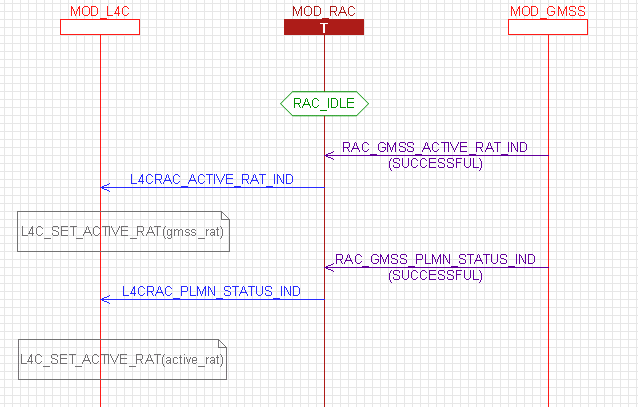 MOD_L4C
MOD_RAC
MOD_GMSS
T
RAC_IDLE
RAC_GMSS_ACTIVE_RAT_IND
(SUCCESSFUL)
L4CRAC_ACTIVE_RAT_IND
L4C_SET_ACTIVE_RAT(gmss_rat)
RAC_GMSS_PLMN_STATUS_IND
(SUCCESSFUL)
L4CRAC_PLMN_STATUS_IND
L4C_SET_ACTIVE_RAT(active_rat)